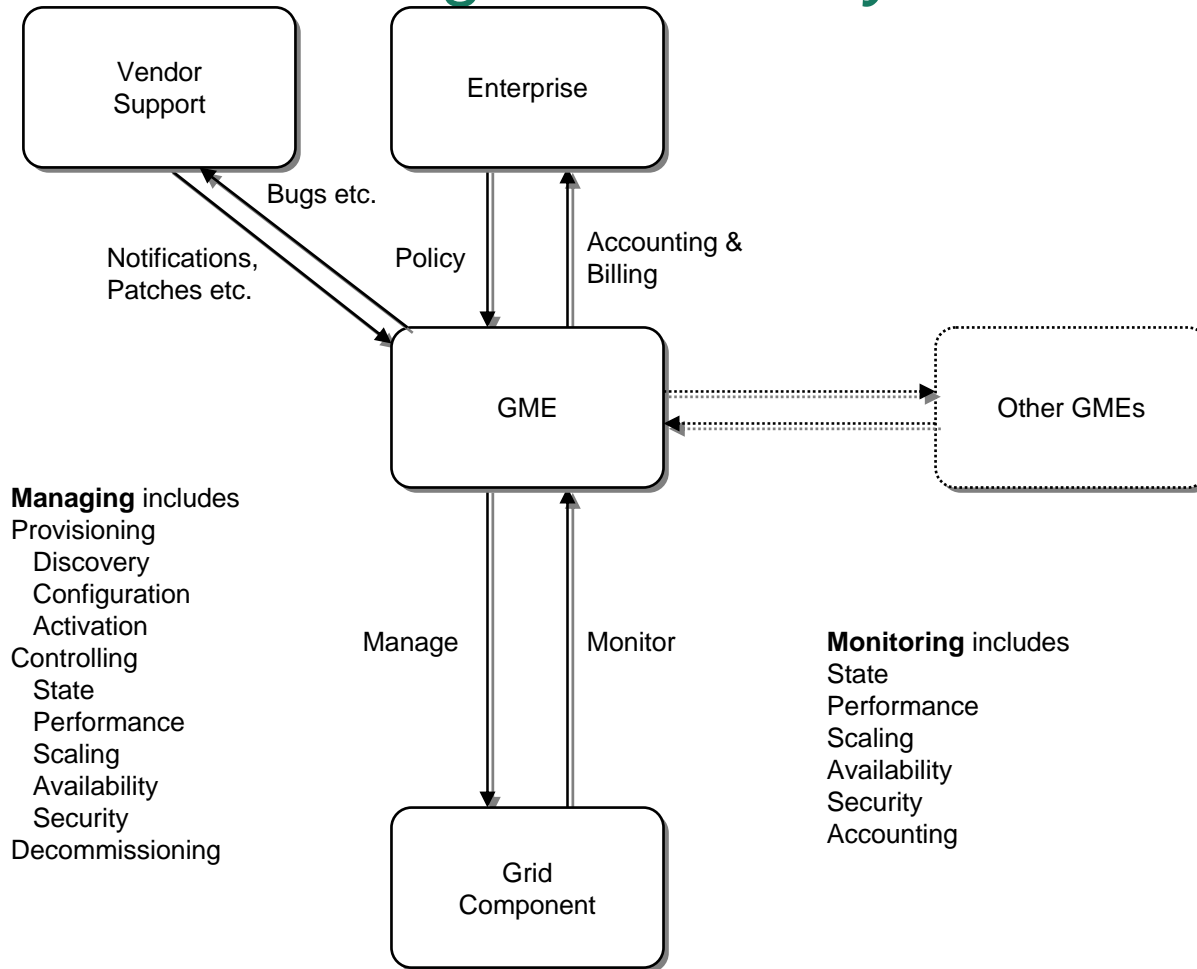 Vendor
Support
Enterprise
Bugs etc.
Notifications,
Patches etc.
Policy
Accounting &
Billing
GME
Other GMEs
Managing includes
Provisioning
Discovery
Configuration
Activation
Controlling
State
Performance
Scaling
Availability
Security
Decommissioning
Manage
Monitor
Monitoring includes
State
Performance
Scaling
Availability
Security
Accounting
Grid
Component